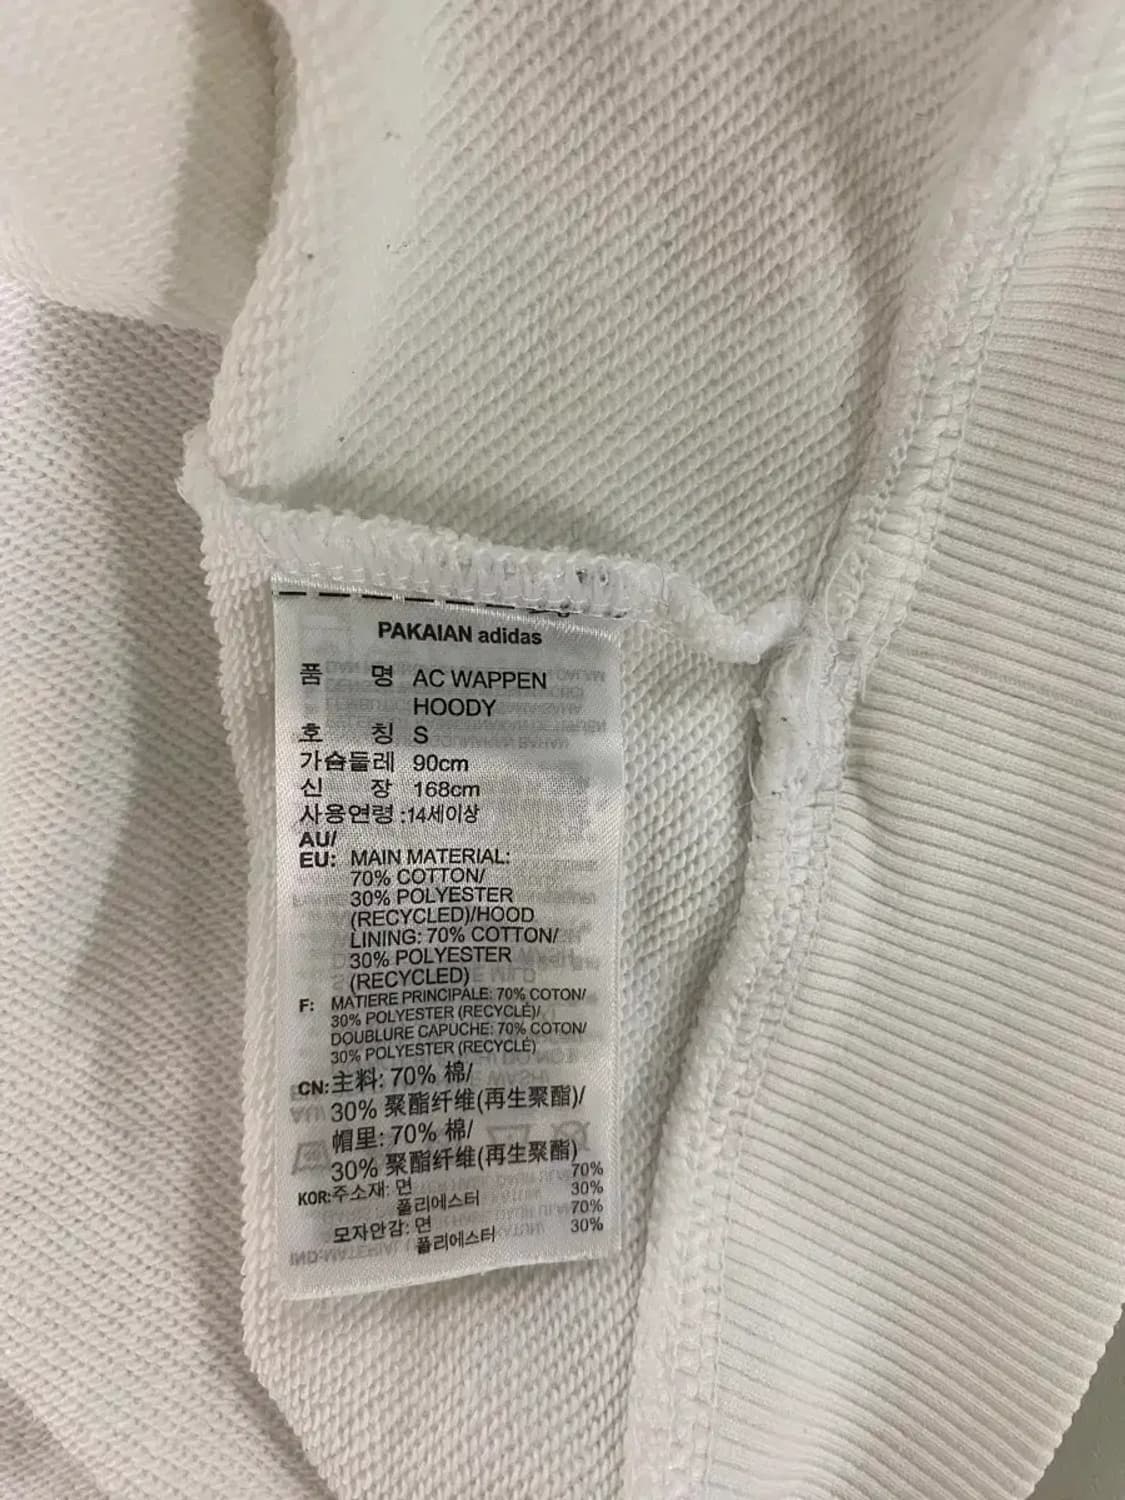 PAKAIAN adidas
품 명 AC WAPPEN
HOODY
호 칭 S
가슴둘레 90cm
신 장 168cm
사용연령:14세이상
AU/
EU: MAIN MATERIAL:
70% COTTON/
30% POLYESTER
(RECYCLED)/HOOD
LINING: 70% COTTON/
30% POLYESTER
(RECYCLED)
F: MATIERE PRINCIPALE: 70% COTON/
30% POLYESTER (RECYCLÉ)/
DOUBLURE CAPUCHE: 70% COTON/
30% POLYESTER (RECYCLÉ)
CN: 主料: 70% 棉/
30% 聚酯纤维(再生聚酯)/
帽里: 70% 棉/
30% 聚酯纤维(再生聚酯)
KOR:주소재: 면 70%
폴리에스터 30%
모자안감: 면 70%
폴리에스터 30%